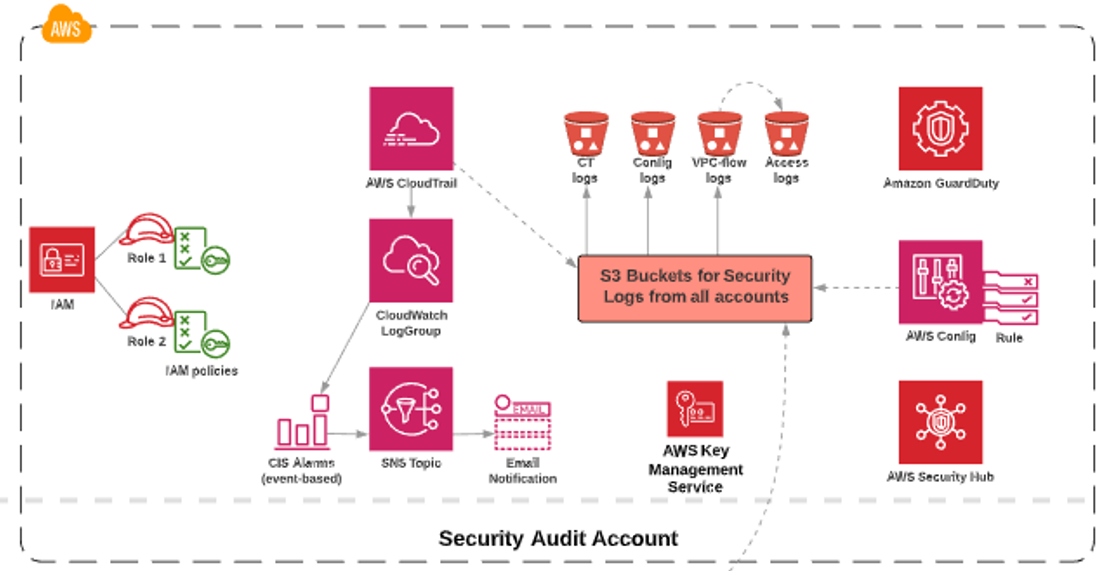 AWS
AWS CloudTrail
CT
logs
Config
logs
VPC-flow
logs
Access
logs
Amazon GuardDuty
IAM
Role 1
Role 2
IAM policies
CloudWatch
LogGroup
S3 Buckets for Security
Logs from all accounts
AWS Config
Rule
CIS Alarms
(event-based)
SNS Topic
EMAIL
Email
Notification
AWS Key
Management
Service
AWS Security Hub
Security Audit Account